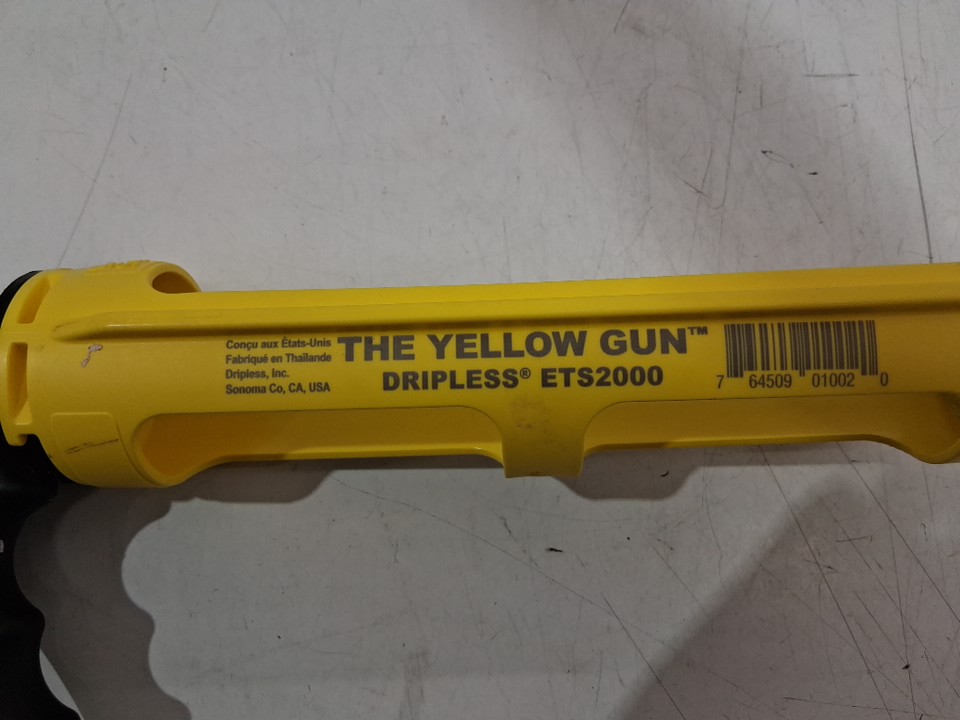 Conçu aux États-Unis
Fabriqué en Thaïlande
Dripless, Inc.
Sonoma Co, CA, USA
THE YELLOW GUN™
DRIPLESS® ETS2000
7 64509 01002 0